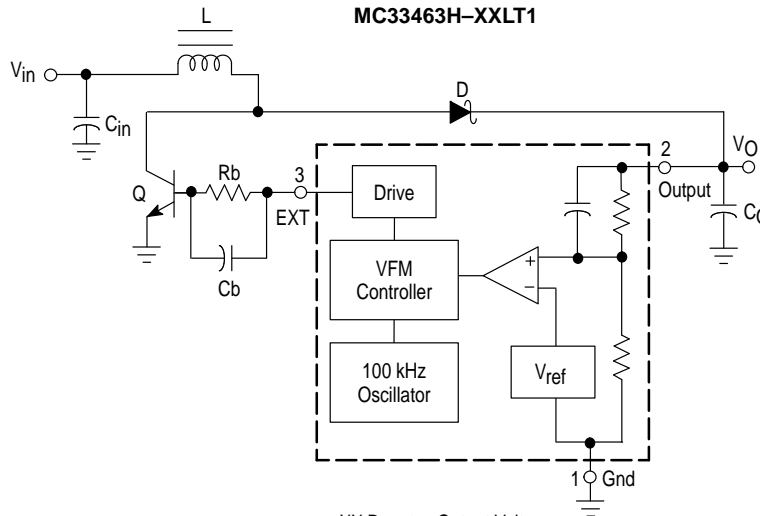 MC33463H–XXLT1
L
Vin
Cin
D
VO
2
Output
CO
Q
Rb
3
EXT
Cb
Drive
VFM
Controller
100 kHz
Oscillator
+
–
Vref
1
Gnd